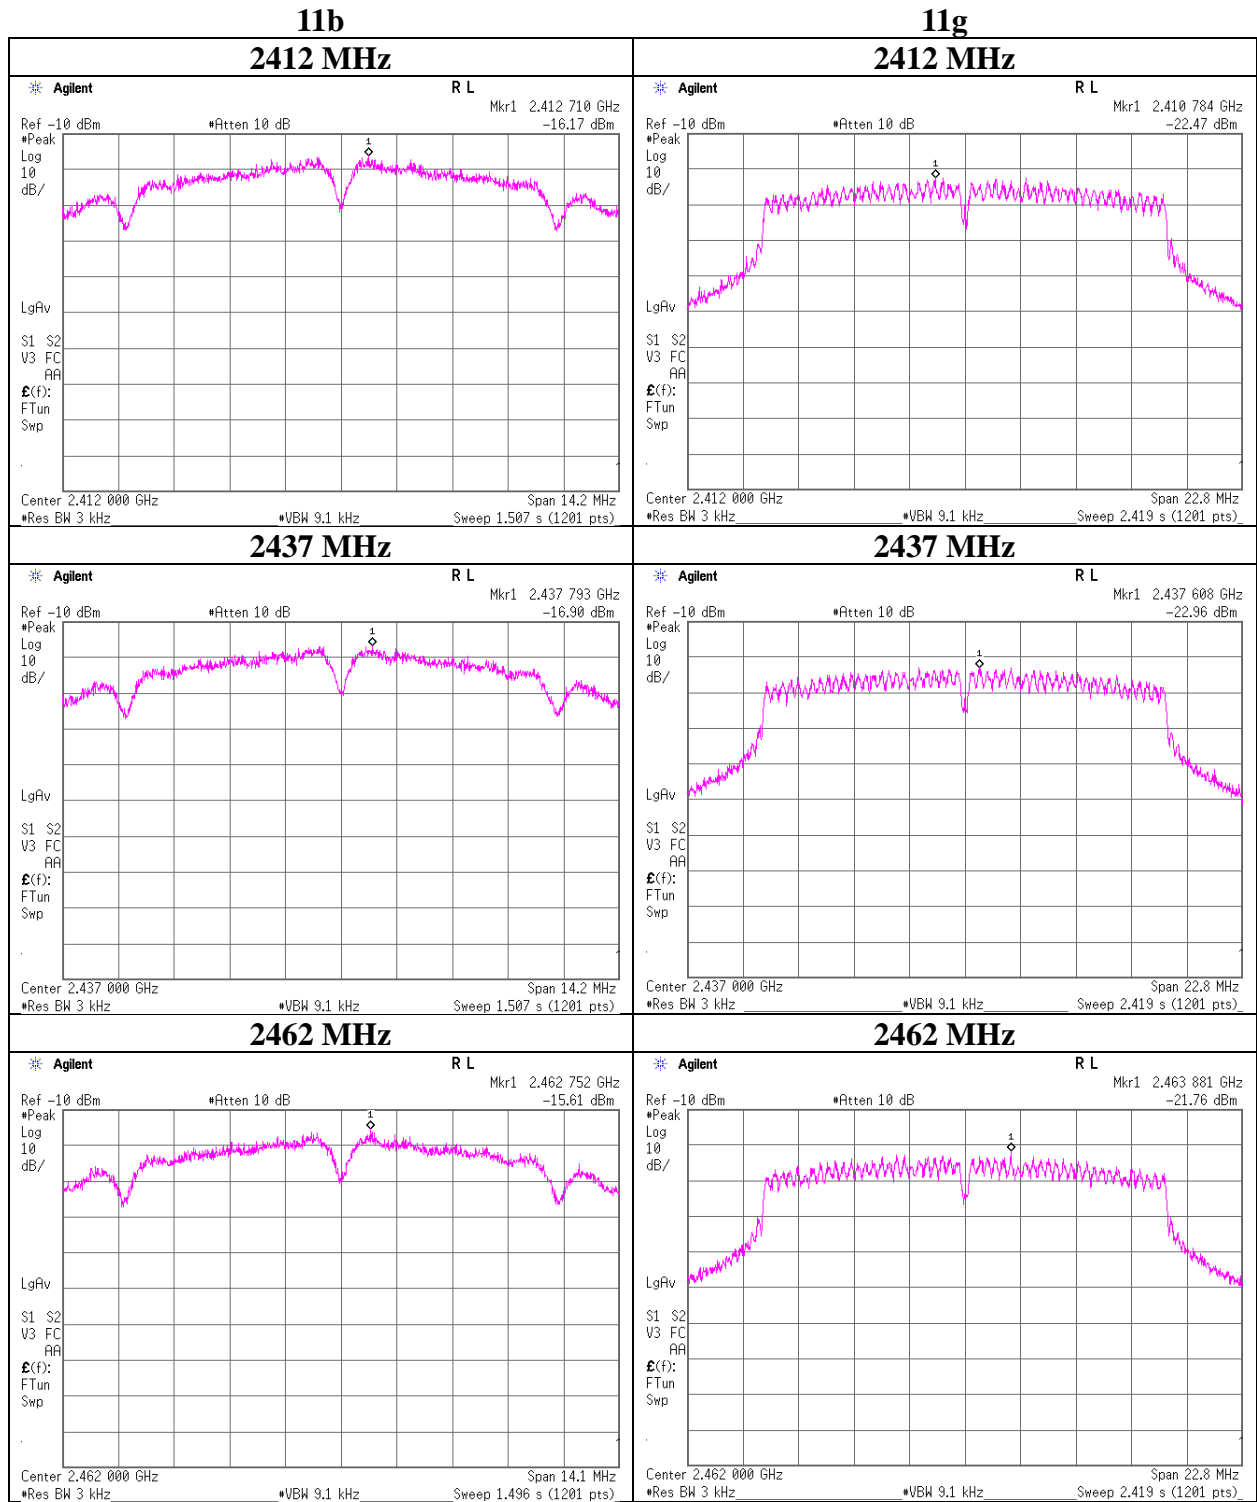 11b 11g
2412 MHz 2412 MHz
Agilent R L
Mkr1 2.412 710 GHz
Ref -10 dBm #Atten 10 dB -16.17 dBm
#Peak
Log
10
dB/
1
LgAv
S1 S2
V3 FC
AA
£(f):
FTun
Swp
Center 2.412 000 GHz Span 14.2 MHz
#Res BW 3 kHz #VBW 9.1 kHz Sweep 1.507 s (1201 pts)
Agilent R L
Mkr1 2.410 784 GHz
Ref -10 dBm #Atten 10 dB -22.47 dBm
#Peak
Log
10
dB/
1
LgAv
S1 S2
V3 FC
AA
£(f):
FTun
Swp
Center 2.412 000 GHz Span 22.8 MHz
#Res BW 3 kHz #VBW 9.1 kHz Sweep 2.419 s (1201 pts)
2437 MHz 2437 MHz
Agilent R L
Mkr1 2.437 793 GHz
Ref -10 dBm #Atten 10 dB -16.90 dBm
#Peak
Log
10
dB/
1
LgAv
S1 S2
V3 FC
AA
£(f):
FTun
Swp
Center 2.437 000 GHz Span 14.2 MHz
#Res BW 3 kHz #VBW 9.1 kHz Sweep 1.507 s (1201 pts)
Agilent R L
Mkr1 2.437 608 GHz
Ref -10 dBm #Atten 10 dB -22.96 dBm
#Peak
Log
10
dB/
1
LgAv
S1 S2
V3 FC
AA
£(f):
FTun
Swp
Center 2.437 000 GHz Span 22.8 MHz
#Res BW 3 kHz #VBW 9.1 kHz Sweep 2.419 s (1201 pts)
2462 MHz 2462 MHz
Agilent R L
Mkr1 2.462 752 GHz
Ref -10 dBm #Atten 10 dB -15.61 dBm
#Peak
Log
10
dB/
1
LgAv
S1 S2
V3 FC
AA
£(f):
FTun
Swp
Center 2.462 000 GHz Span 14.1 MHz
#Res BW 3 kHz #VBW 9.1 kHz Sweep 1.496 s (1201 pts)
Agilent R L
Mkr1 2.463 881 GHz
Ref -10 dBm #Atten 10 dB -21.76 dBm
#Peak
Log
10
dB/
1
LgAv
S1 S2
V3 FC
AA
£(f):
FTun
Swp
Center 2.462 000 GHz Span 22.8 MHz
#Res BW 3 kHz #VBW 9.1 kHz Sweep 2.419 s (1201 pts)